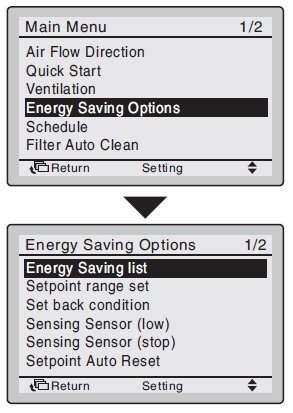 Main Menu 1/2
Air Flow Direction
Quick Start
Ventilation
Energy Saving Options
Schedule
Filter Auto Clean
Return Setting
Energy Saving Options 1/2
Energy Saving list
Setpoint range set
Set back condition
Sensing Sensor (low)
Sensing Sensor (stop)
Setpoint Auto Reset
Return Setting